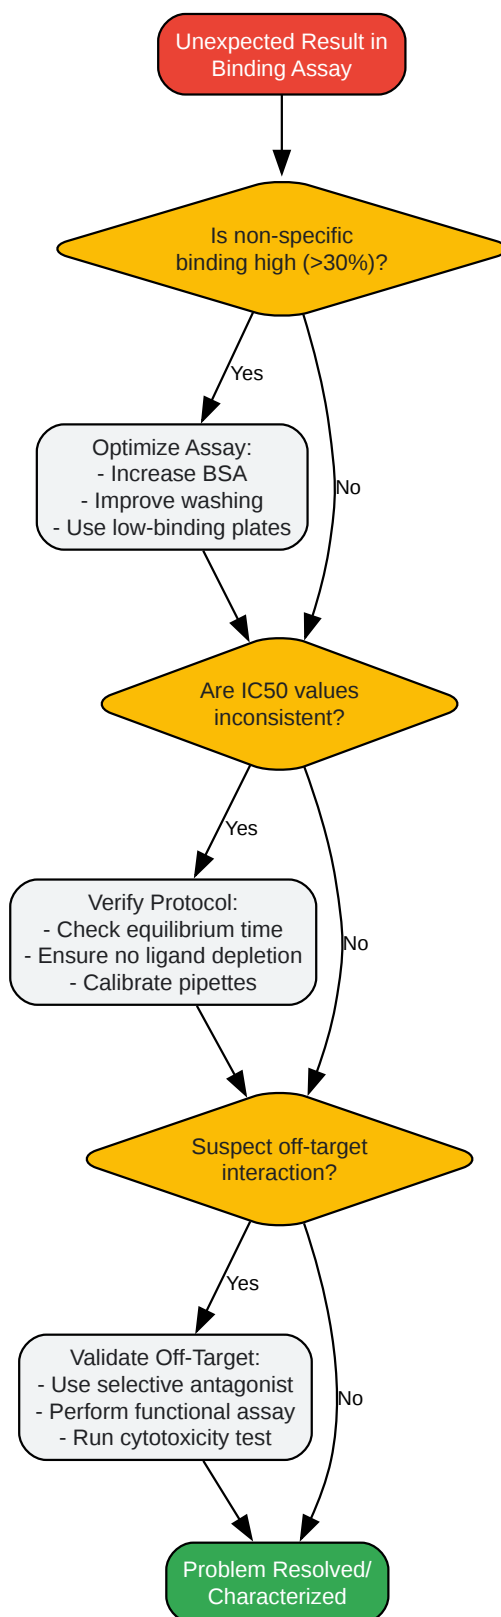 Unexpected Result in
Binding Assay
Is non-specific
binding high (>30%)?
Yes
Optimize Assay:
- Increase BSA
- Improve washing
- Use low-binding plates
No
Are IC50 values
inconsistent?
Yes
Verify Protocol:
- Check equilibrium time
- Ensure no ligand depletion
- Calibrate pipettes
No
Suspect off-target
interaction?
Yes
Validate Off-Target:
- Use selective antagonist
- Perform functional assay
- Run cytotoxicity test
No
Problem Resolved/
Characterized